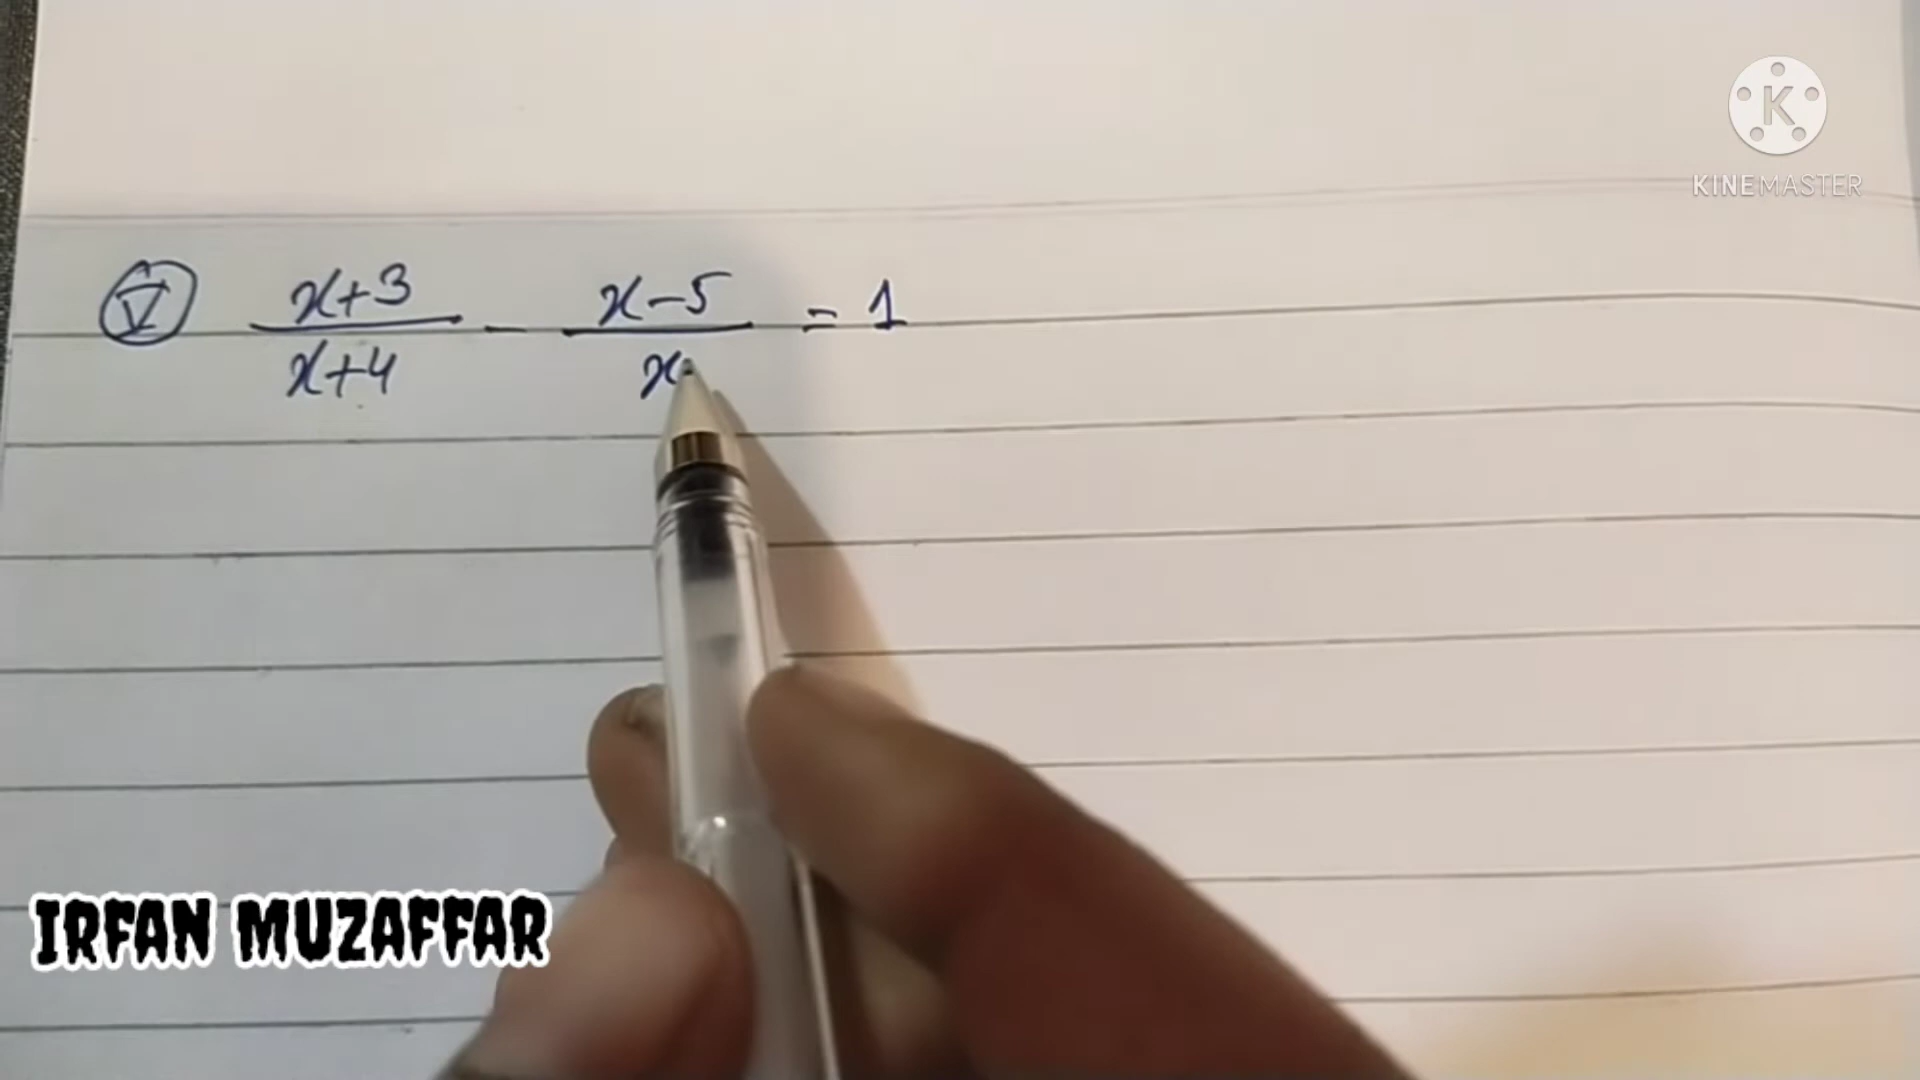 KINEMASTER
Ⓥ (x+3)/(x+4) - (x-5)/x = 1
IRFAN MUZAFFAR